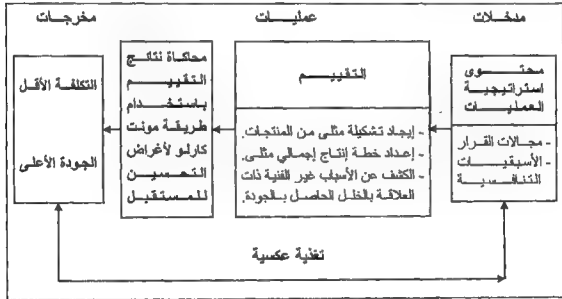 مدخلات
عمليات
مخرجات
محتوى
استراتيجية
العمليات
- مجالات القرار
- الأسبقيات
التنافسية
التقييم
- إيجاد تشكيلة مثلى من المنتجات.
- إعداد خطة إنتاج إجمالي مثلى.
- الكشف عن الأسباب غير الفنية ذات
العلاقة بالخلل الحاصل بالجودة.
محاكاة نتائج
التقييم
باستخدام
طريقة مونت
كارلو لأغراض
التحسين
للمستقبل
التكلفة الأقل
الجودة الأعلى
تغذية عكسية